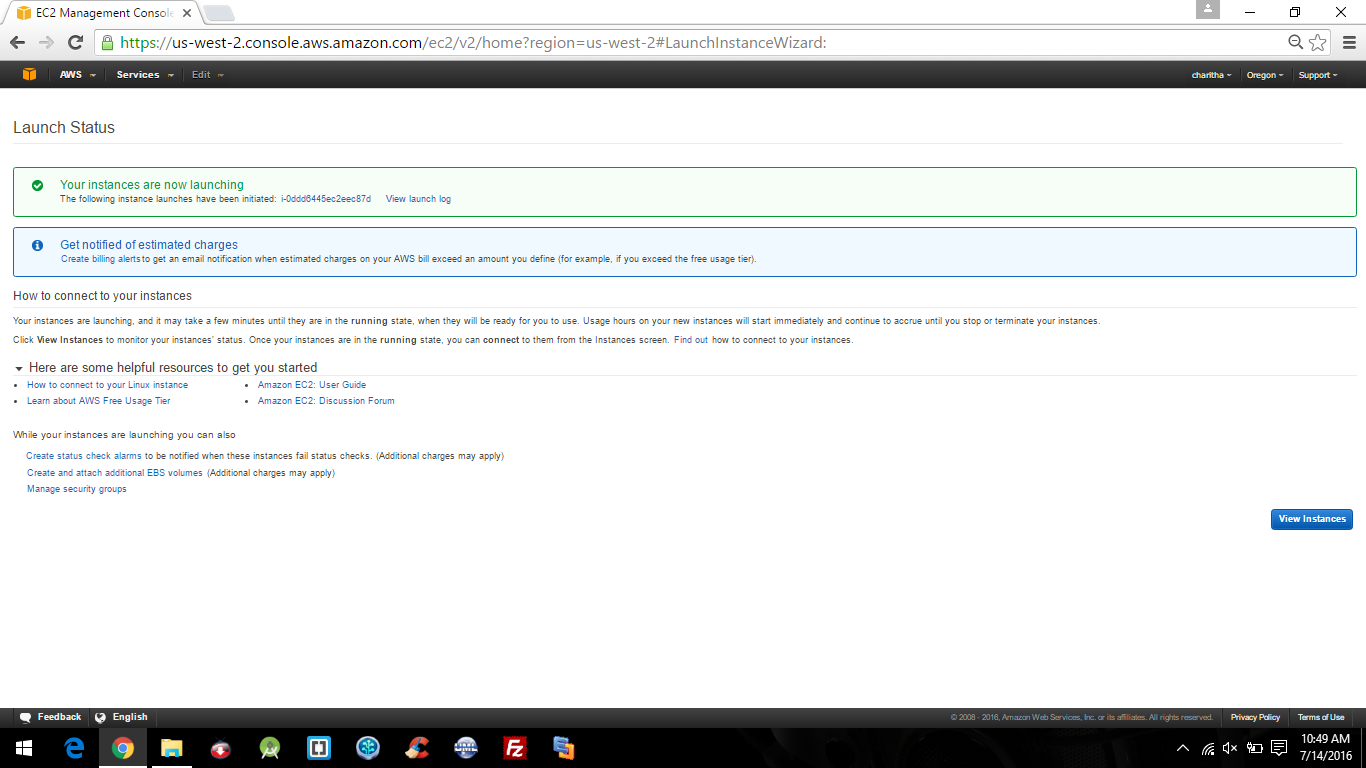 EC2 Management Console
https://us-west-2.console.aws.amazon.com/ec2/v2/home?region=us-west-2#LaunchInstanceWizard:
AWS Services Edit charitha Oregon Support
Launch Status
Your instances are now launching
The following instance launches have been initiated: i-0ddd6445ec2eec87d View launch log
Get notified of estimated charges
Create billing alerts to get an email notification when estimated charges on your AWS bill exceed an amount you define (for example, if you exceed the free usage tier).
How to connect to your instances
Your instances are launching, and it may take a few minutes until they are in the running state, when they will be ready for you to use. Usage hours on your new instances will start immediately and continue to accrue until you stop or terminate your instances.
Click View Instances to monitor your instances' status. Once your instances are in the running state, you can connect to them from the Instances screen. Find out how to connect to your instances.
Here are some helpful resources to get you started
How to connect to your Linux instance Amazon EC2: User Guide
Learn about AWS Free Usage Tier Amazon EC2: Discussion Forum
While your instances are launching you can also
Create status check alarms to be notified when these instances fail status checks. (Additional charges may apply)
Create and attach additional EBS volumes (Additional charges may apply)
Manage security groups
View Instances
Feedback English © 2008 - 2016, Amazon Web Services, Inc. or its affiliates. All rights reserved. Privacy Policy Terms of Use
10:49 AM
7/14/2016